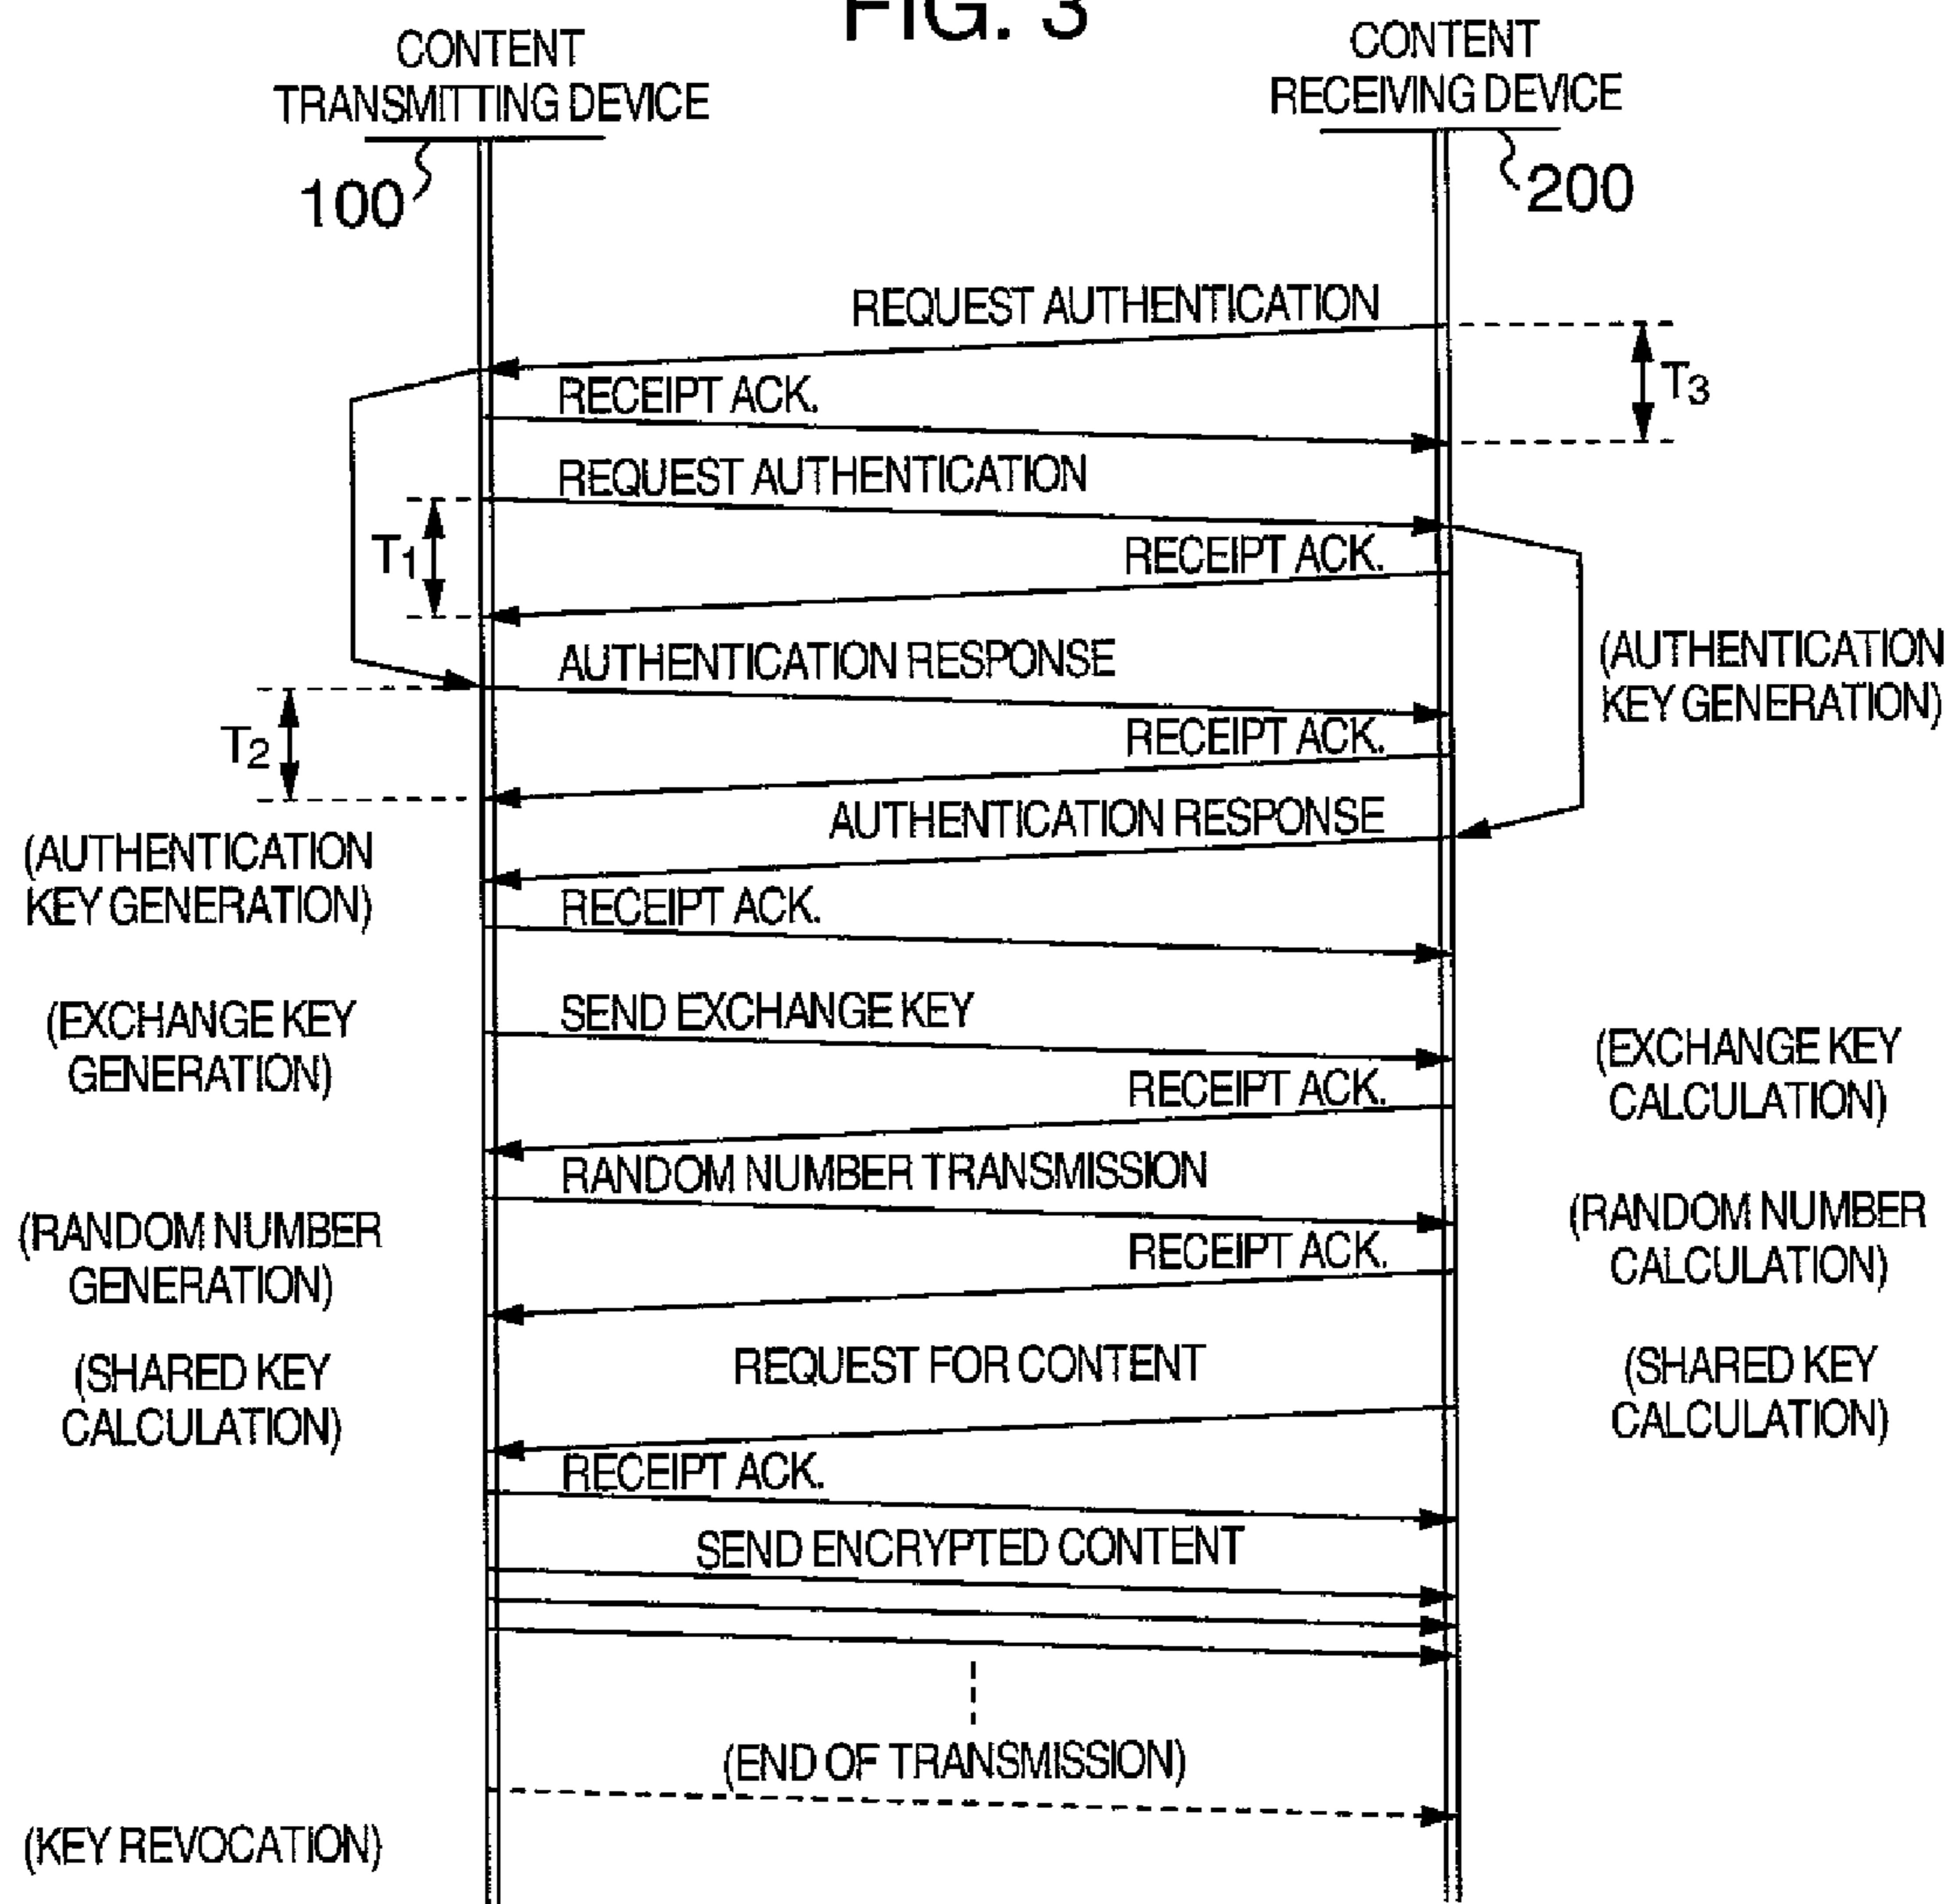 FIG. 3
CONTENT
TRANSMITTING DEVICE
100
CONTENT
RECEIVING DEVICE
200
REQUEST AUTHENTICATION
T3
RECEIPT ACK.
REQUEST AUTHENTICATION
T1
RECEIPT ACK.
AUTHENTICATION RESPONSE
(AUTHENTICATION
KEY GENERATION)
T2
RECEIPT ACK.
AUTHENTICATION RESPONSE
(AUTHENTICATION
KEY GENERATION)
RECEIPT ACK.
(EXCHANGE KEY
GENERATION)
SEND EXCHANGE KEY
(EXCHANGE KEY
CALCULATION)
RECEIPT ACK.
RANDOM NUMBER TRANSMISSION
(RANDOM NUMBER
GENERATION)
(RANDOM NUMBER
CALCULATION)
RECEIPT ACK.
(SHARED KEY
CALCULATION)
REQUEST FOR CONTENT
(SHARED KEY
CALCULATION)
RECEIPT ACK.
SEND ENCRYPTED CONTENT
(END OF TRANSMISSION)
(KEY REVOCATION)